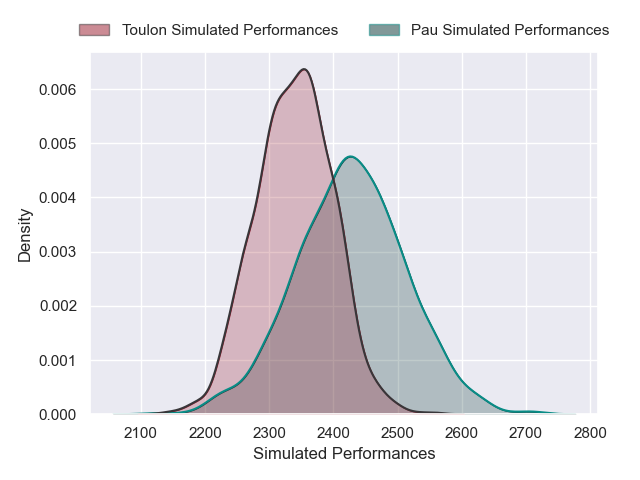 Toulon Simulated Performances Pau Simulated Performances
0.006
0.005
0.004
0.003
0.002
0.001
0.000
Density
2100 2200 2300 2400 2500 2600 2700 2800
Simulated Performances